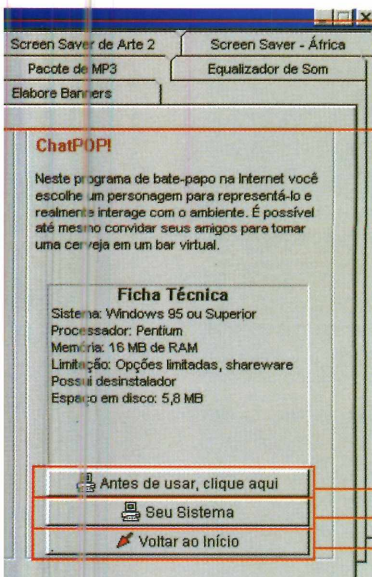 Screen Saver de Arte 2
Screen Saver - África
Pacote de MP3
Equalizador de Som
Elabore Banners
ChatPOP!
Neste programa de bate-papo na Internet você
escolhe um personagem para representá-lo e
realmente interage com o ambiente. É possível
até mesmo convidar seus amigos para tomar
uma cerveja em um bar virtual.
Ficha Técnica
Sistema: Windows 95 ou Superior
Processador: Pentium
Memória: 16 MB de RAM
Limitação: Opções limitadas, shareware
Possui desinstalador
Espaço em disco: 5,8 MB
Antes de usar, clique aqui
Seu Sistema
Voltar ao Início